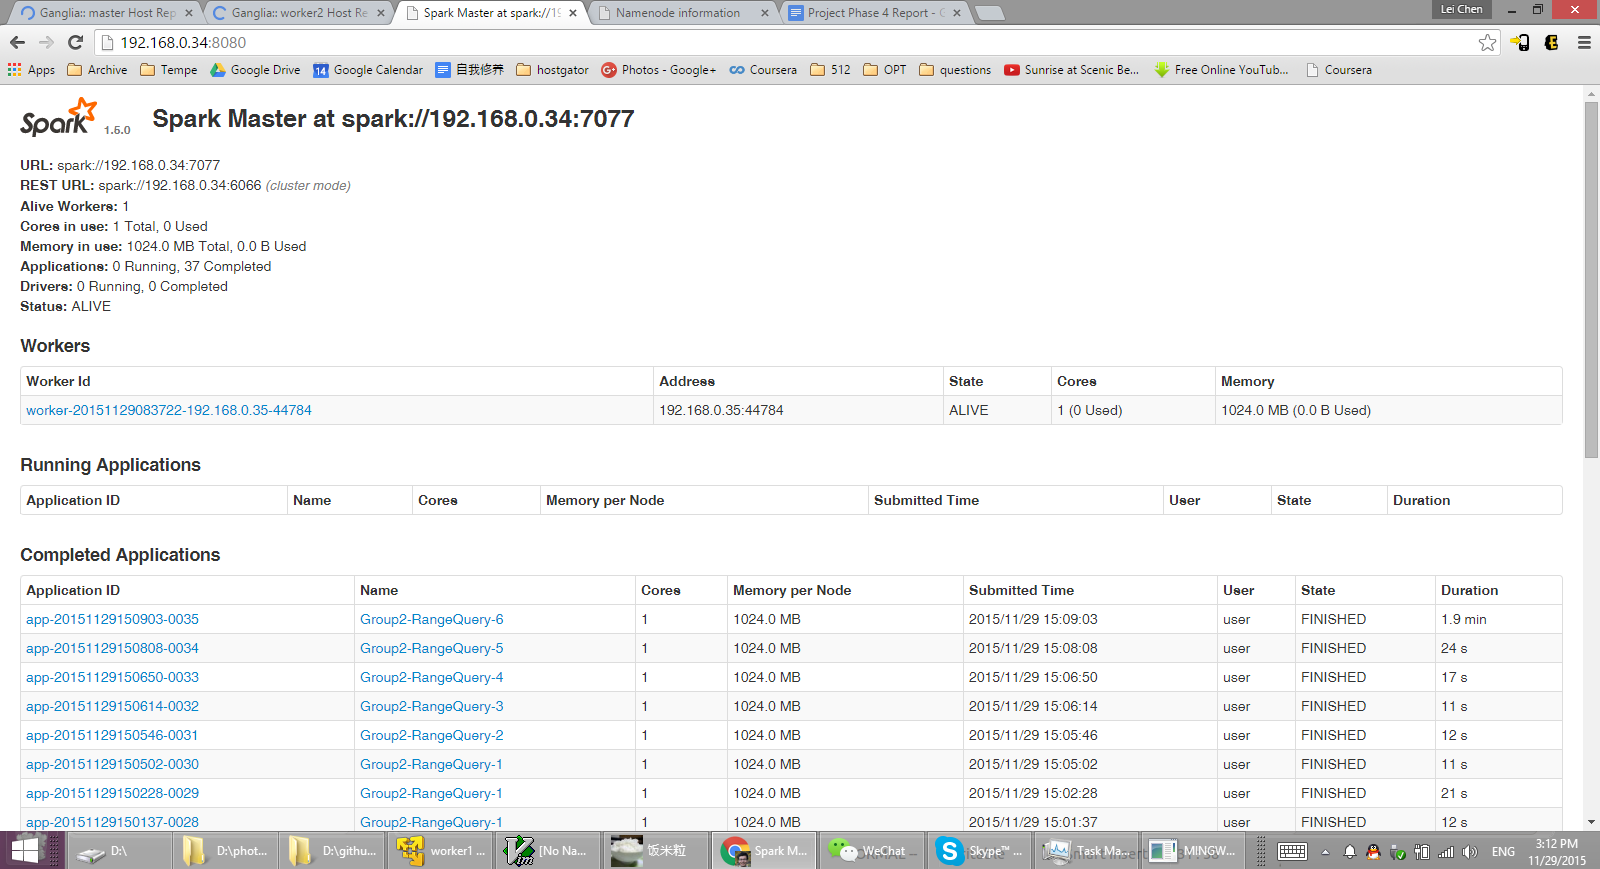 Ganglia:: master Host Rep
Ganglia:: worker2 Host Re
Spark Master at spark://19
Namenode information
Project Phase 4 Report - G
Lei Chen
192.168.0.34:8080
Apps Archive Tempe Google Drive 14 Google Calendar 自我修养 hostgator Photos - Google+ Coursera 512 OPT questions Sunrise at Scenic Be... Free Online YouTub... Coursera
Spark 1.5.0 Spark Master at spark://192.168.0.34:7077
URL: spark://192.168.0.34:7077
REST URL: spark://192.168.0.34:6066 (cluster mode)
Alive Workers: 1
Cores in use: 1 Total, 0 Used
Memory in use: 1024.0 MB Total, 0.0 B Used
Applications: 0 Running, 37 Completed
Drivers: 0 Running, 0 Completed
Status: ALIVE
Workers
Worker Id Address State Cores Memory
worker-20151129083722-192.168.0.35-44784 192.168.0.35:44784 ALIVE 1 (0 Used) 1024.0 MB (0.0 B Used)
Running Applications
Application ID Name Cores Memory per Node Submitted Time User State Duration
Completed Applications
Application ID Name Cores Memory per Node Submitted Time User State Duration
app-20151129150903-0035 Group2-RangeQuery-6 1 1024.0 MB 2015/11/29 15:09:03 user FINISHED 1.9 min
app-20151129150808-0034 Group2-RangeQuery-5 1 1024.0 MB 2015/11/29 15:08:08 user FINISHED 24 s
app-20151129150650-0033 Group2-RangeQuery-4 1 1024.0 MB 2015/11/29 15:06:50 user FINISHED 17 s
app-20151129150614-0032 Group2-RangeQuery-3 1 1024.0 MB 2015/11/29 15:06:14 user FINISHED 11 s
app-20151129150546-0031 Group2-RangeQuery-2 1 1024.0 MB 2015/11/29 15:05:46 user FINISHED 12 s
app-20151129150502-0030 Group2-RangeQuery-1 1 1024.0 MB 2015/11/29 15:05:02 user FINISHED 11 s
app-20151129150228-0029 Group2-RangeQuery-1 1 1024.0 MB 2015/11/29 15:02:28 user FINISHED 21 s
app-20151129150137-0028 Group2-RangeQuery-1 1 1024.0 MB 2015/11/29 15:01:37 user FINISHED 12 s
D:\ D:\phot... D:\githu... worker1 ... [No Na... 饭米粒 Spark M... WeChat Skype™ ... Task Ma... MINGW... ENG 3:12 PM
11/29/2015